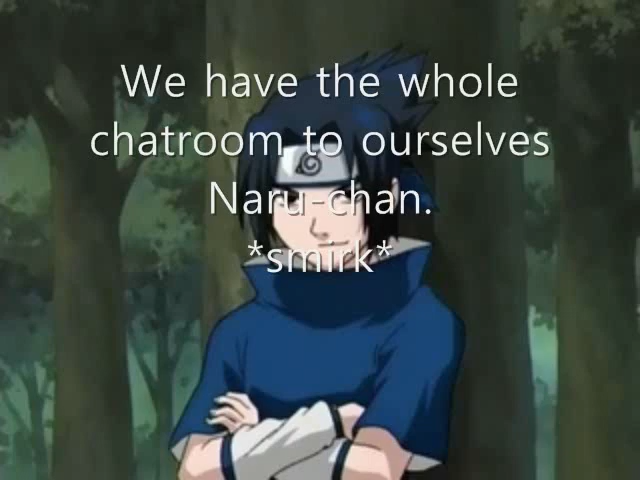 We have the whole
chatroom to ourselves
Naru-chan.
*smirk*